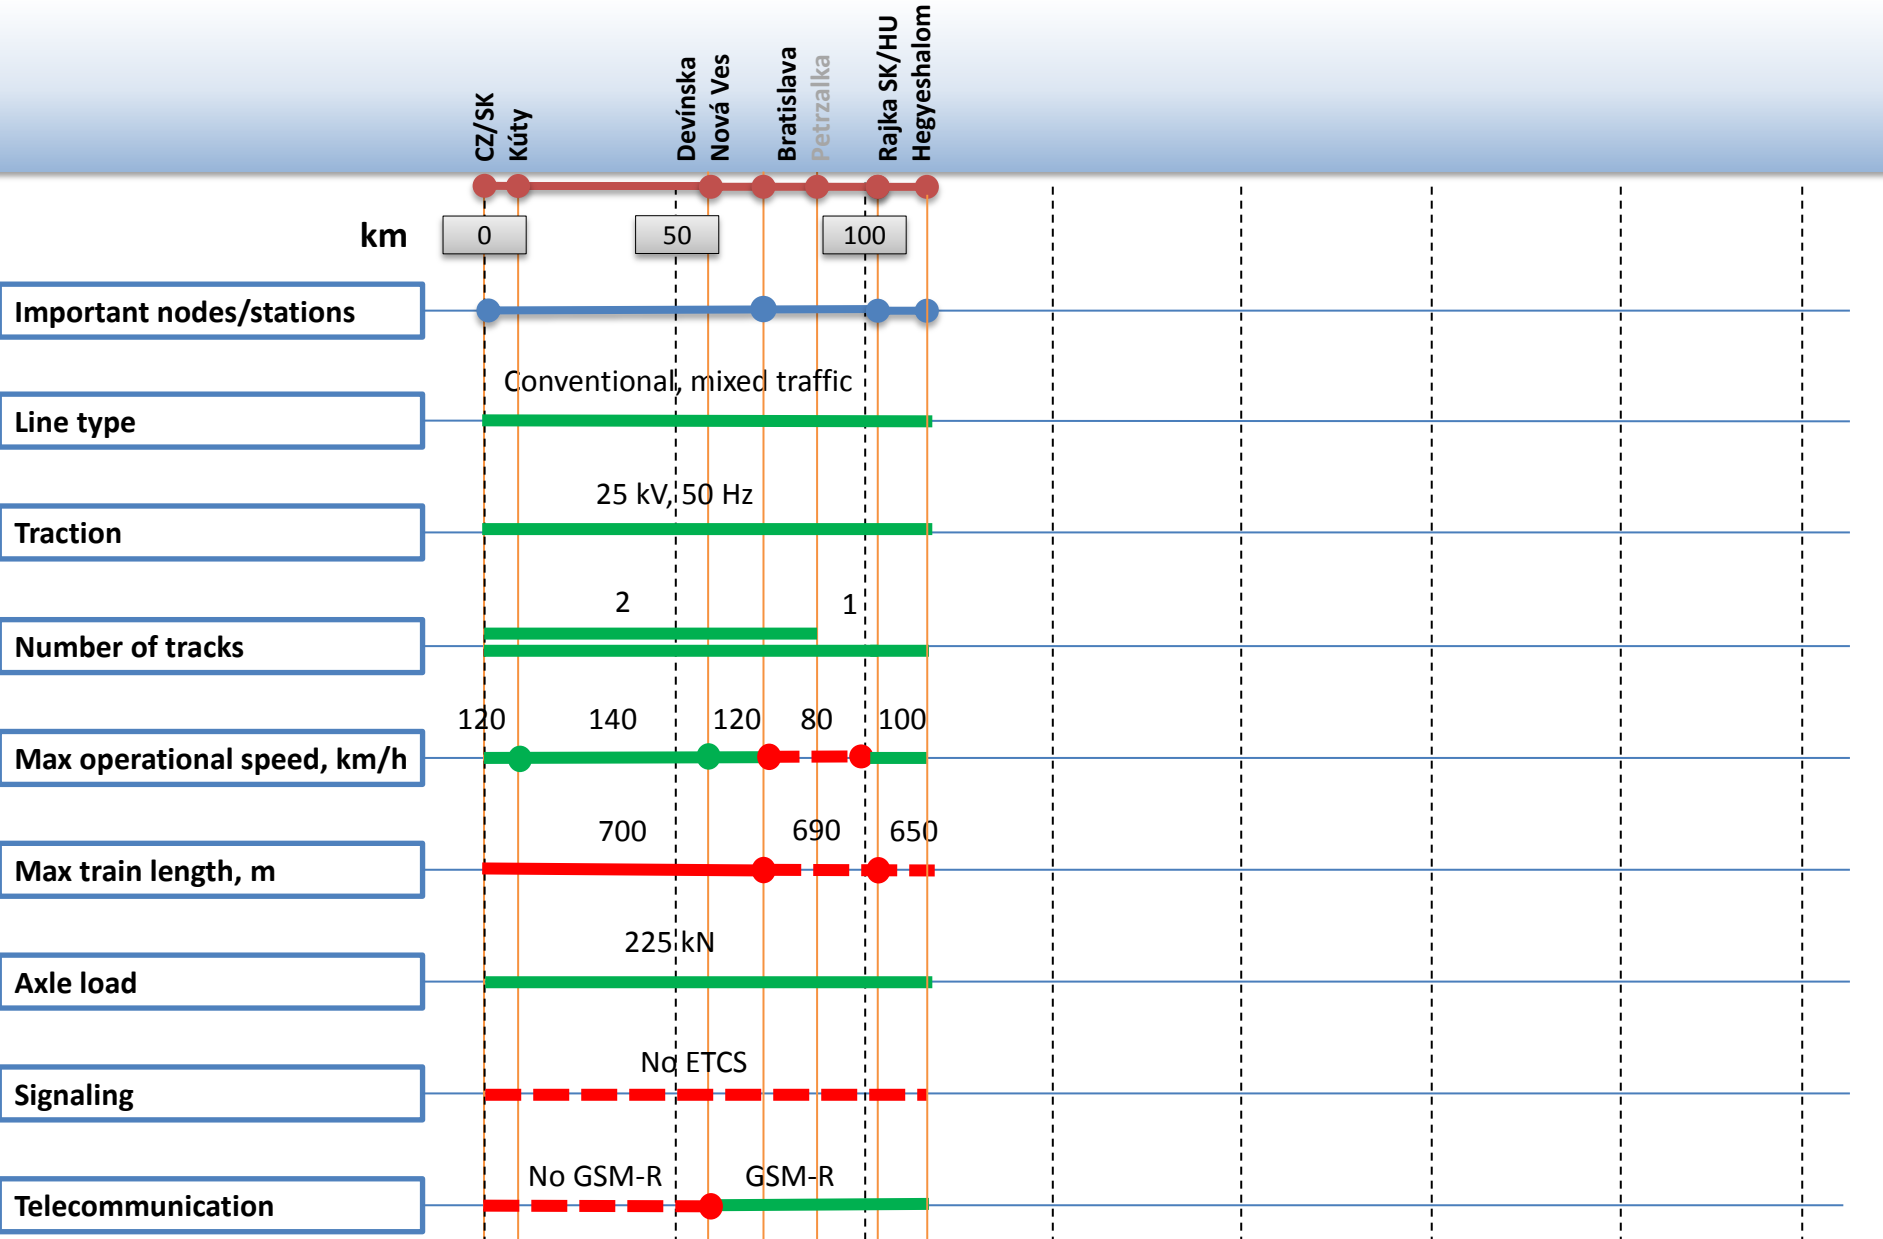 CZ/SK
Kúty
Devínska
Nová Ves
Bratislava
Petrzalka
Rajka SK/HU
Hegyeshalom
km
0
50
100
Important nodes/stations
Conventional, mixed traffic
Line type
25 kV, 50 Hz
Traction
2
1
Number of tracks
120
140
120
80
100
Max operational speed, km/h
700
690
650
Max train length, m
225 kN
Axle load
No ETCS
Signaling
No GSM-R
GSM-R
Telecommunication